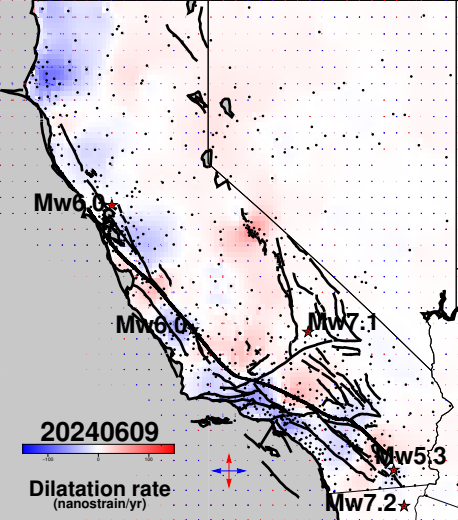 Mw6.0
Mw6.0
Mw7.1
20240609
-100 0 100
Dilatation rate
(nanostrain/yr)
Mw5.3
Mw7.2